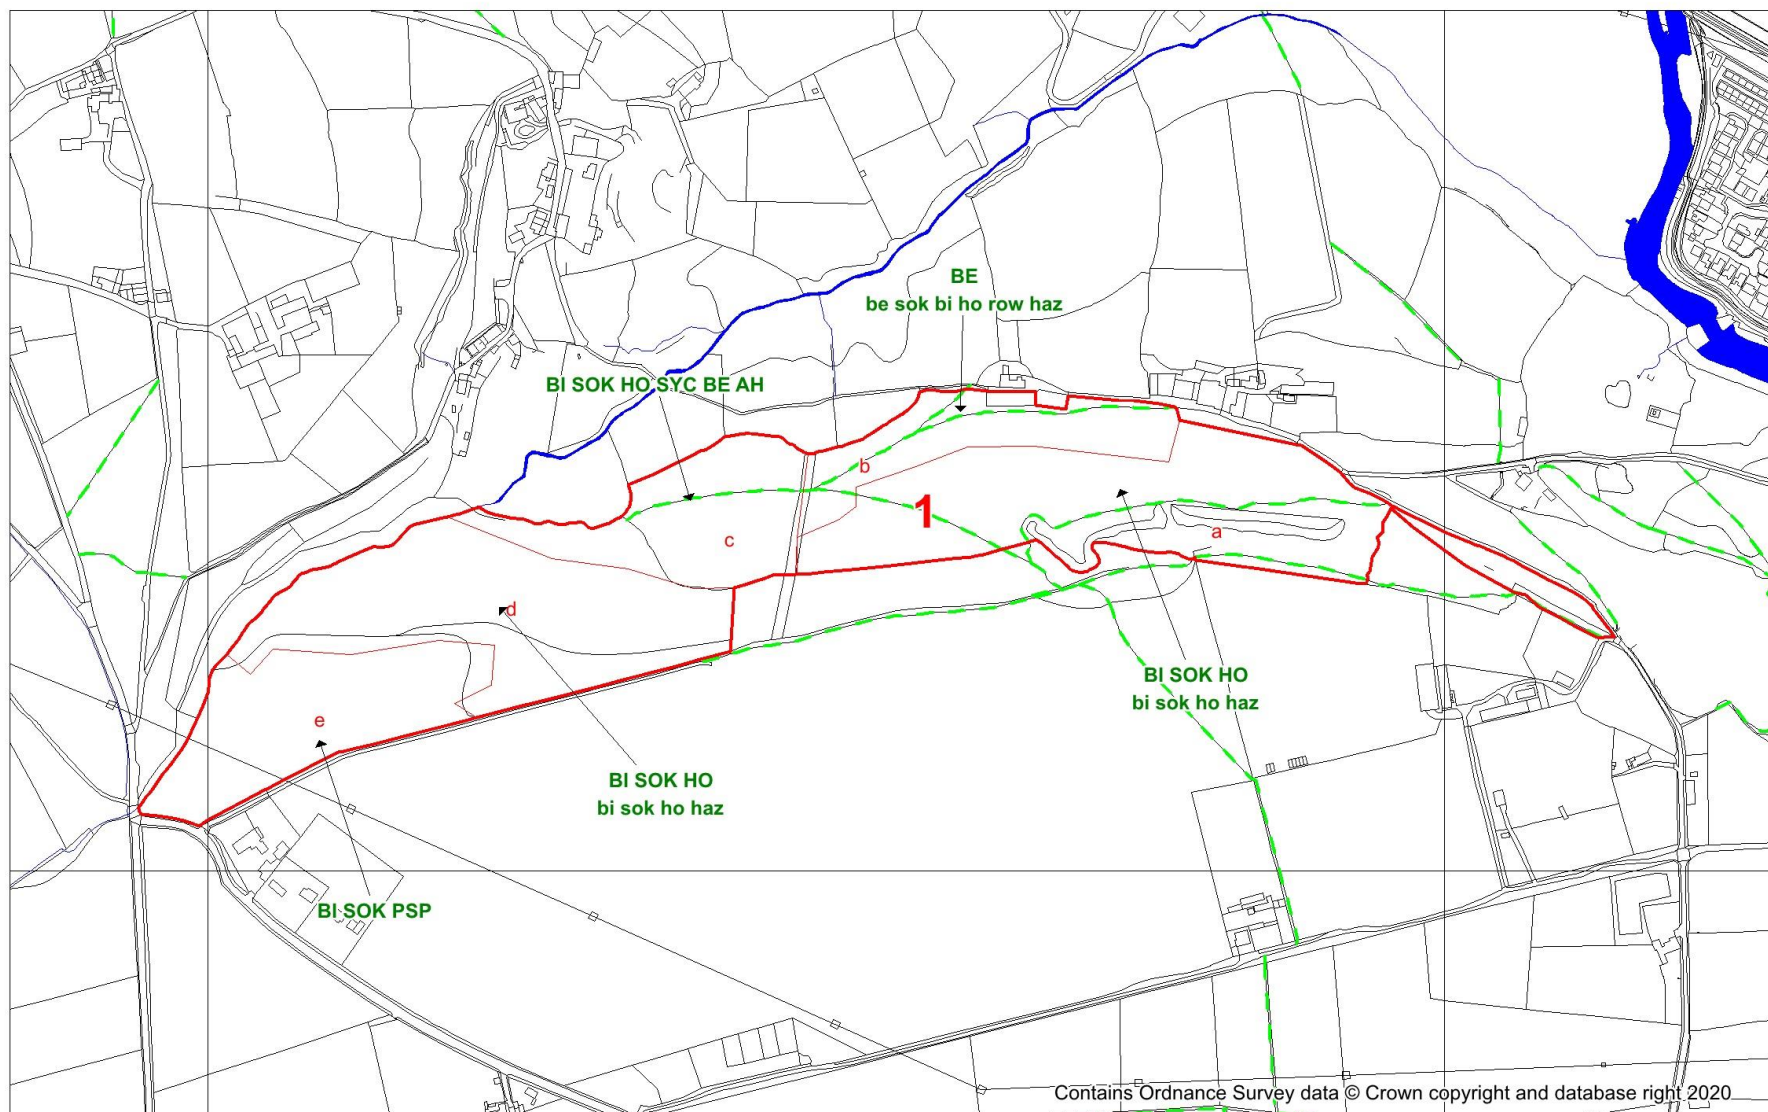 BE
be sok bi ho row haz
BI SOK HO SYC BE AH
b
1
c
a
d
e
BI SOK HO
bi sok ho haz
BI SOK HO
bi sok ho haz
BI SOK PSP
Contains Ordnance Survey data © Crown copyright and database right 2020